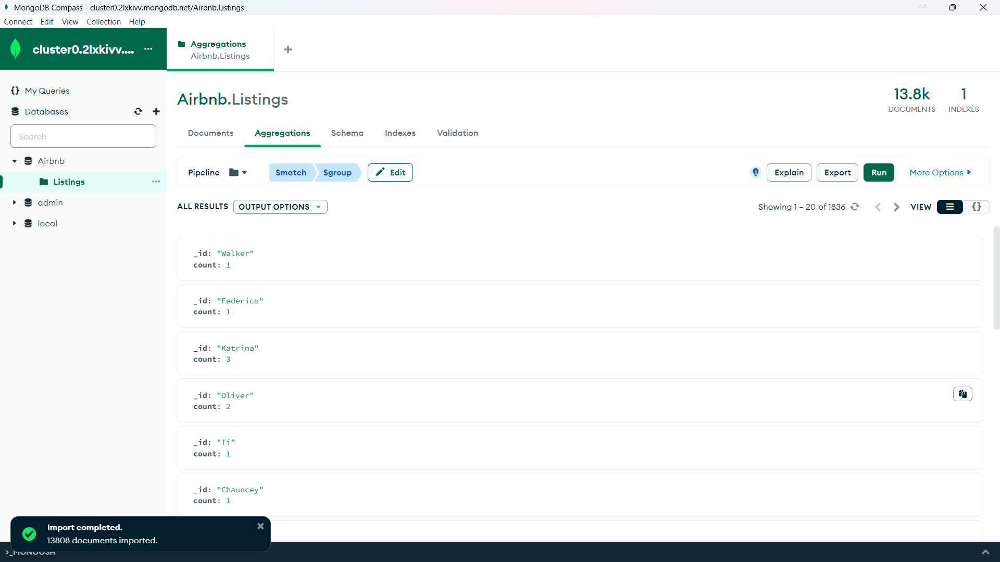 MongoDB Compass - cluster0.2lxkivv.mongodb.net/Airbnb.Listings
Connect Edit View Collection Help
cluster0.2lxkivv....
Aggregations
Airbnb.Listings
My Queries
Databases
Search
Airbnb
Listings
admin
local
Airbnb.Listings
13.8k
DOCUMENTS
1
INDEXES
Documents Aggregations Schema Indexes Validation
Pipeline $match $group Edit Explain Export Run More Options
ALL RESULTS OUTPUT OPTIONS Showing 1 – 20 of 1836 VIEW {}
_id: "Walker"
count: 1
_id: "Federico"
count: 1
_id: "Katrina"
count: 3
_id: "Oliver"
count: 2
_id: "Ti"
count: 1
_id: "Chauncey"
count: 1
Import completed.
13808 documents imported.
>_MONGOSH